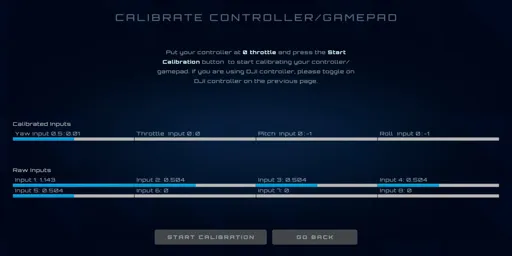 CALIBRATE CONTROLLER/GAMEPAD
Put your controller at 0 throttle and press the Start
Calibration button to start calibrating your controller/
gamepad. If you are using DJI controller, please toggle on
DJI controller on the previous page.
Calibrated Inputs
Yaw Input 0.5:0.01 Throttle Input 0:0 Pitch Input 0:-1 Roll Input 0:-1
Raw Inputs
Input 1: 1.143 Input 2: 0.504 Input 3: 0.504 Input 4: 0.504
Input 5: 0.504 Input 6: 0 Input 7: 0 Input 8: 0
START CALIBRATION GO BACK